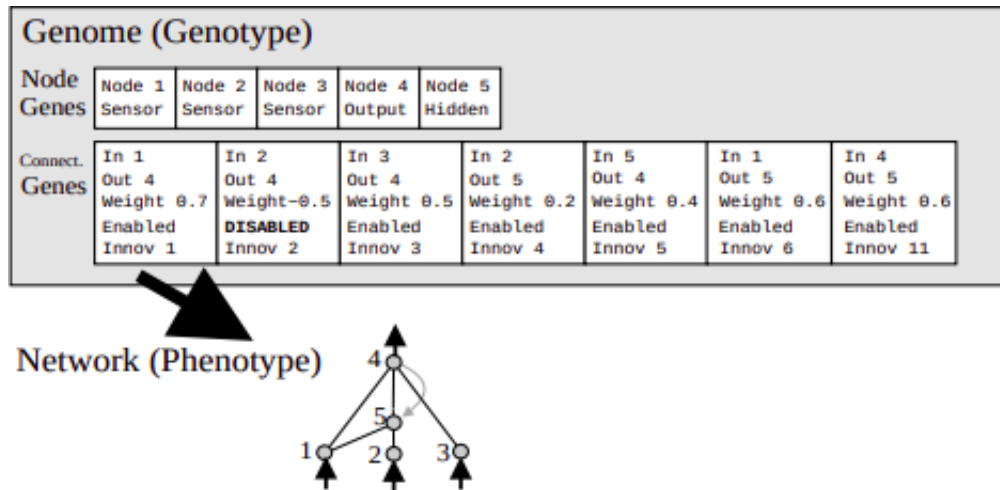 Genome (Genotype)
Node Genes
Node 1 Sensor
Node 2 Sensor
Node 3 Sensor
Node 4 Output
Node 5 Hidden
Connect. Genes
In 1
Out 4
Weight 0.7
Enabled
Innov 1
In 2
Out 4
Weight-0.5
DISABLED
Innov 2
In 3
Out 4
Weight 0.5
Enabled
Innov 3
In 2
Out 5
Weight 0.2
Enabled
Innov 4
In 5
Out 4
Weight 0.4
Enabled
Innov 5
In 1
Out 5
Weight 0.6
Enabled
Innov 6
In 4
Out 5
Weight 0.6
Enabled
Innov 11
Network (Phenotype)
4
5
1
2
3